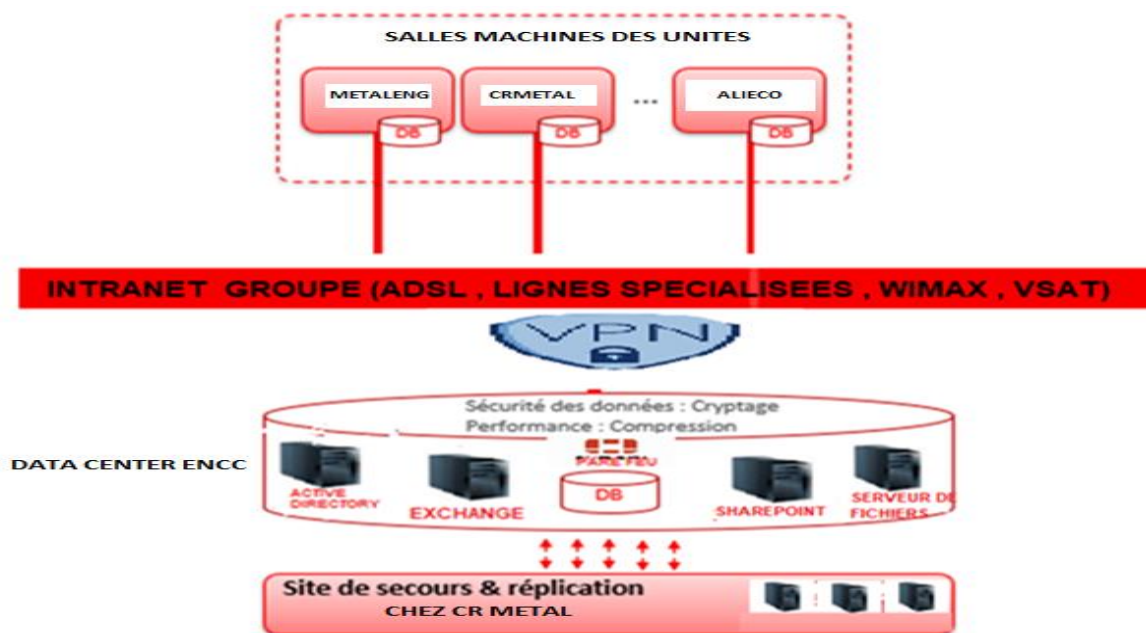 SALLES MACHINES DES UNITES
METALENG
CRMETAL
...
ALIECO
DB
DB
DB
INTRANET GROUPE (ADSL , LIGNES SPECIALISEES , WIMAX , VSAT)
VPN
Sécurité des données : Cryptage
Performance : Compression
DATA CENTER ENCC
PARE FEU
ACTIVE
DIRECTORY
EXCHANGE
DB
SHAREPOINT
SERVEUR DE
FICHIERS
Site de secours & réplication
CHEZ CR METAL